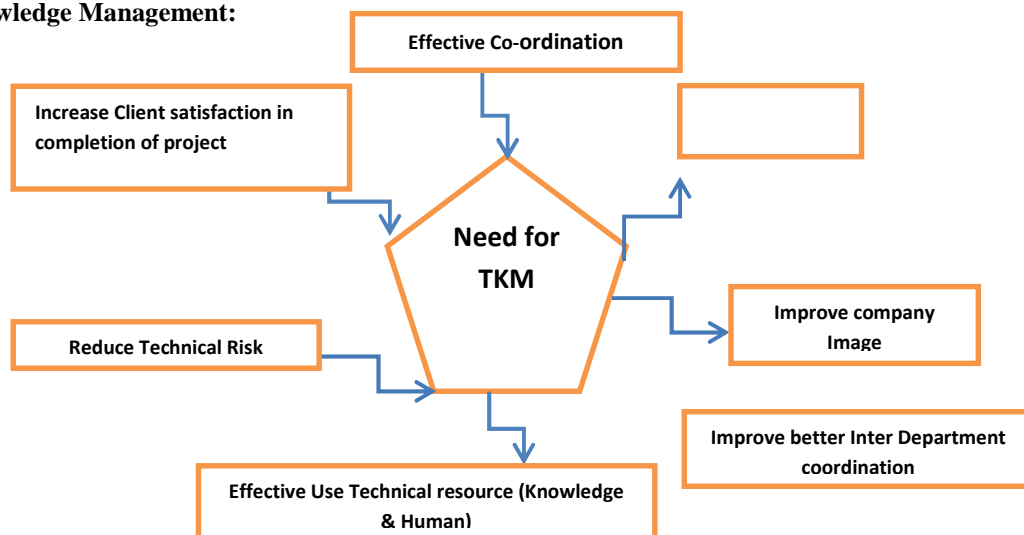 wledge Management:
Effective Co-ordination
Increase Client satisfaction in
completion of project
Need for
TKM
Improve company
Image
Reduce Technical Risk
Improve better Inter Department
coordination
Effective Use Technical resource (Knowledge
& Human)